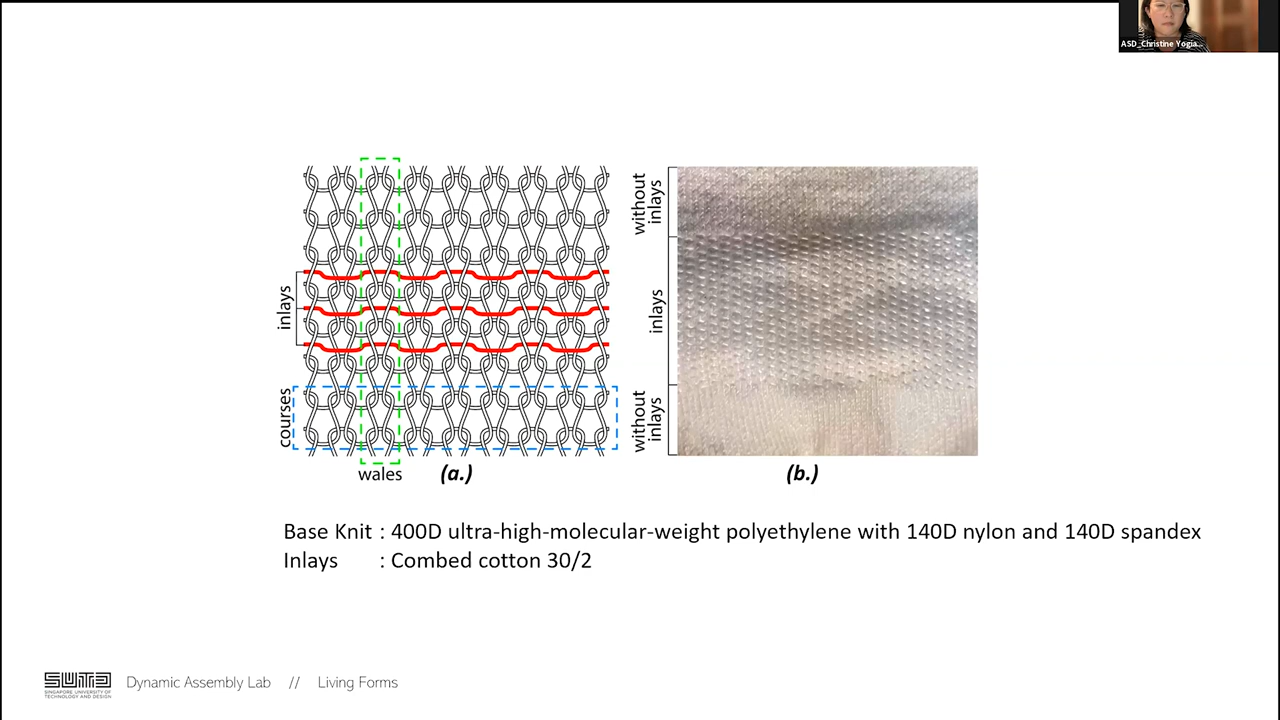 ASD_Christine Yogia...
without
inlays
inlays
inlays
courses
without
inlays
wales
(a.)
(b.)
Base Knit : 400D ultra-high-molecular-weight polyethylene with 140D nylon and 140D spandex
Inlays : Combed cotton 30/2
SUTD
SINGAPORE UNIVERSITY OF
TECHNOLOGY AND DESIGN
Dynamic Assembly Lab // Living Forms